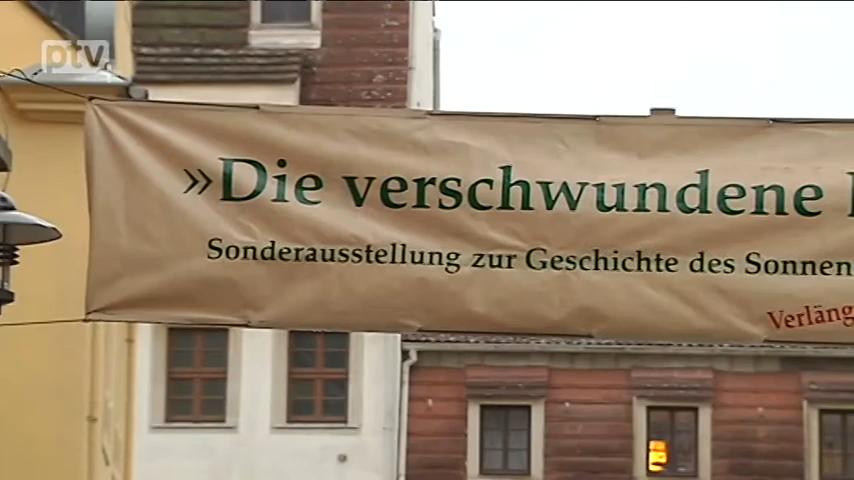 ptv
»Die verschwundene
Sonderausstellung zur Geschichte des Sonnen
Verläng